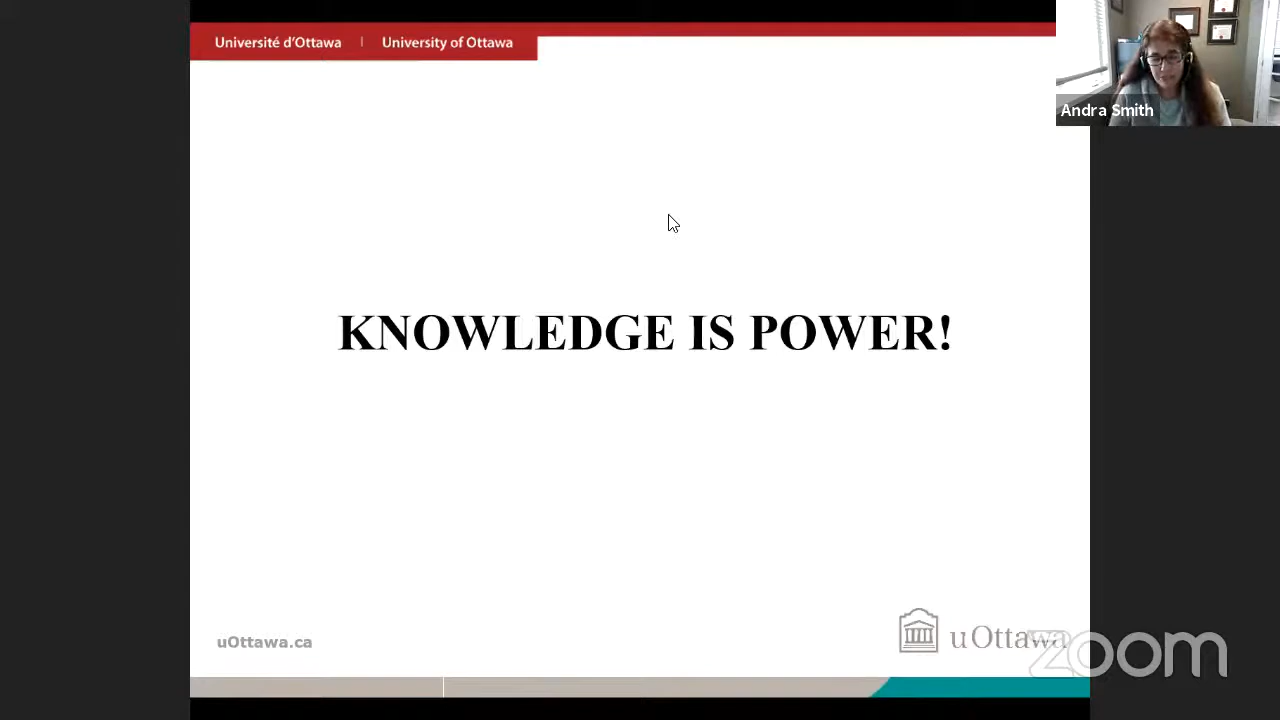 Université d'Ottawa | University of Ottawa
Andra Smith
KNOWLEDGE IS POWER!
uOttawa.ca
uOttawa
zoom